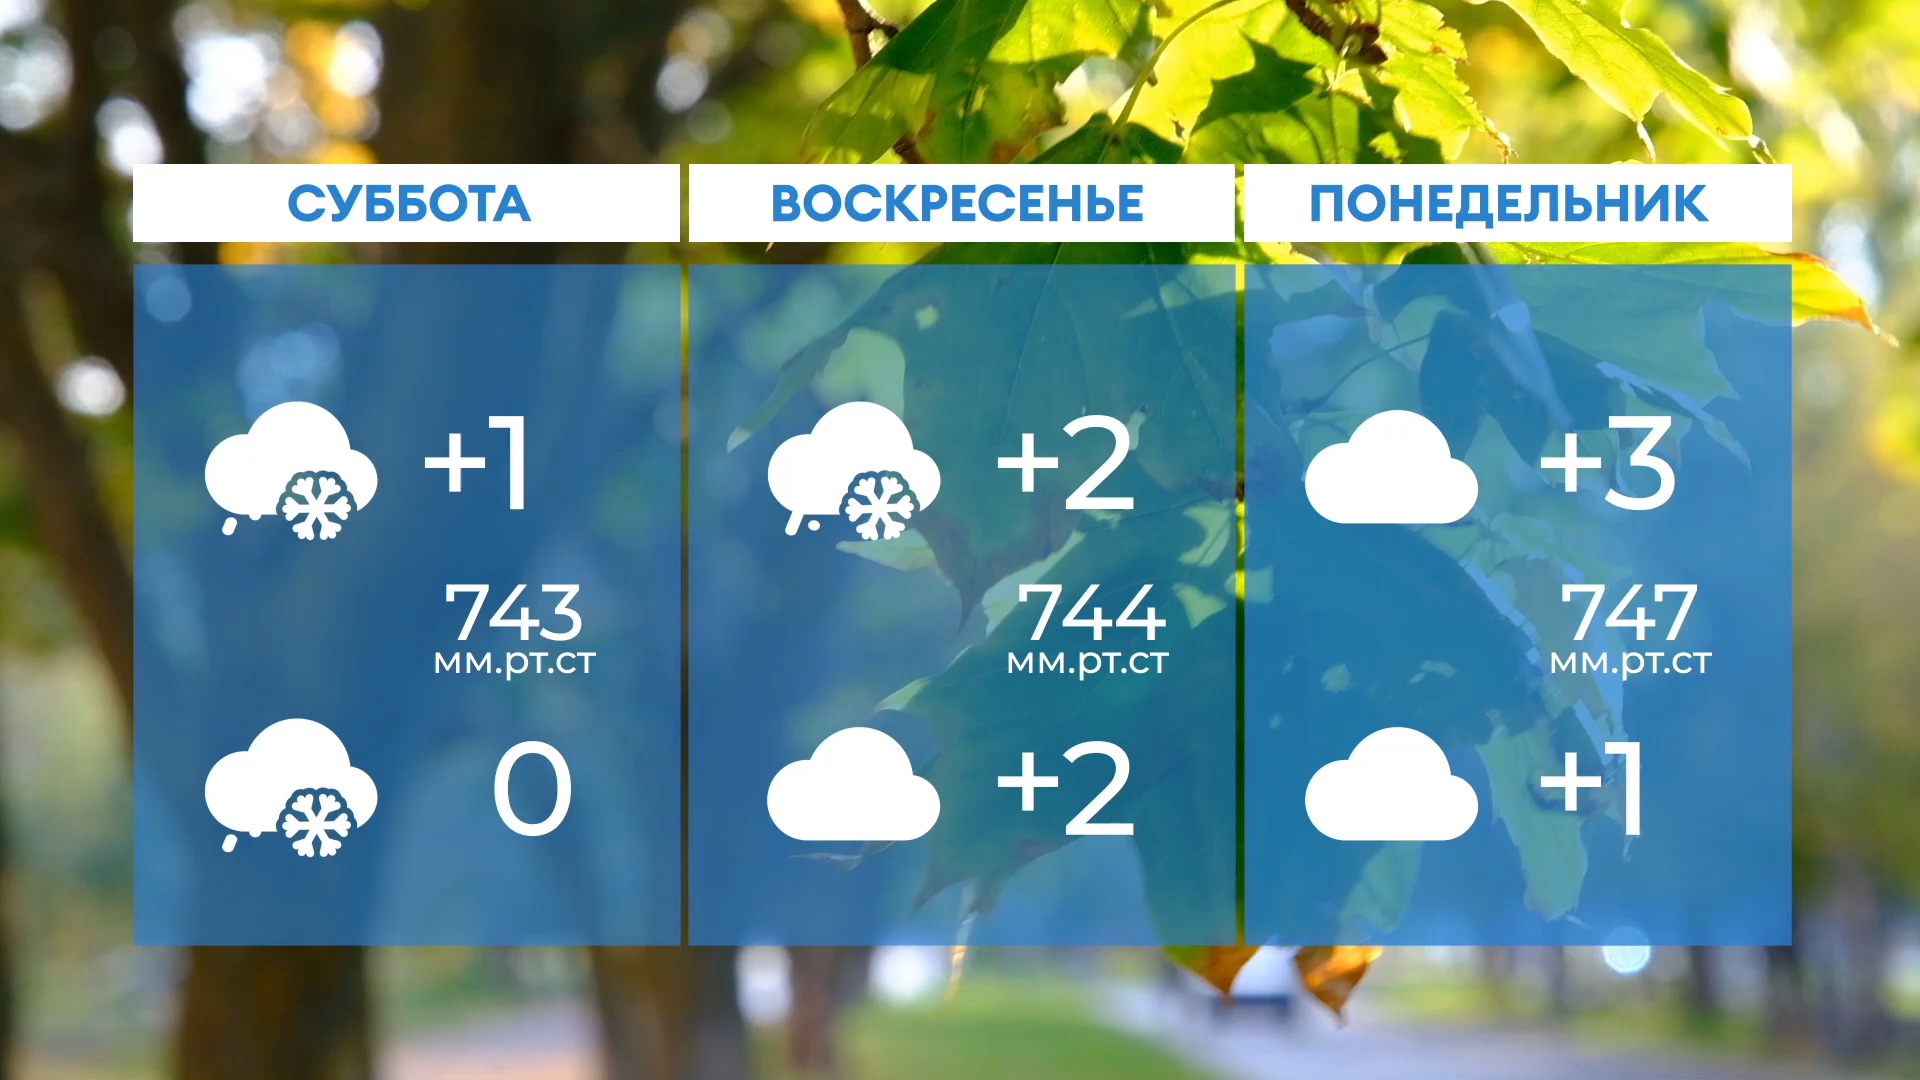 СУББОТА
+1
743
мм.рт.ст
0
ВОСКРЕСЕНЬЕ
+2
744
мм.рт.ст
+2
ПОНЕДЕЛЬНИК
+3
747
мм.рт.ст
+1